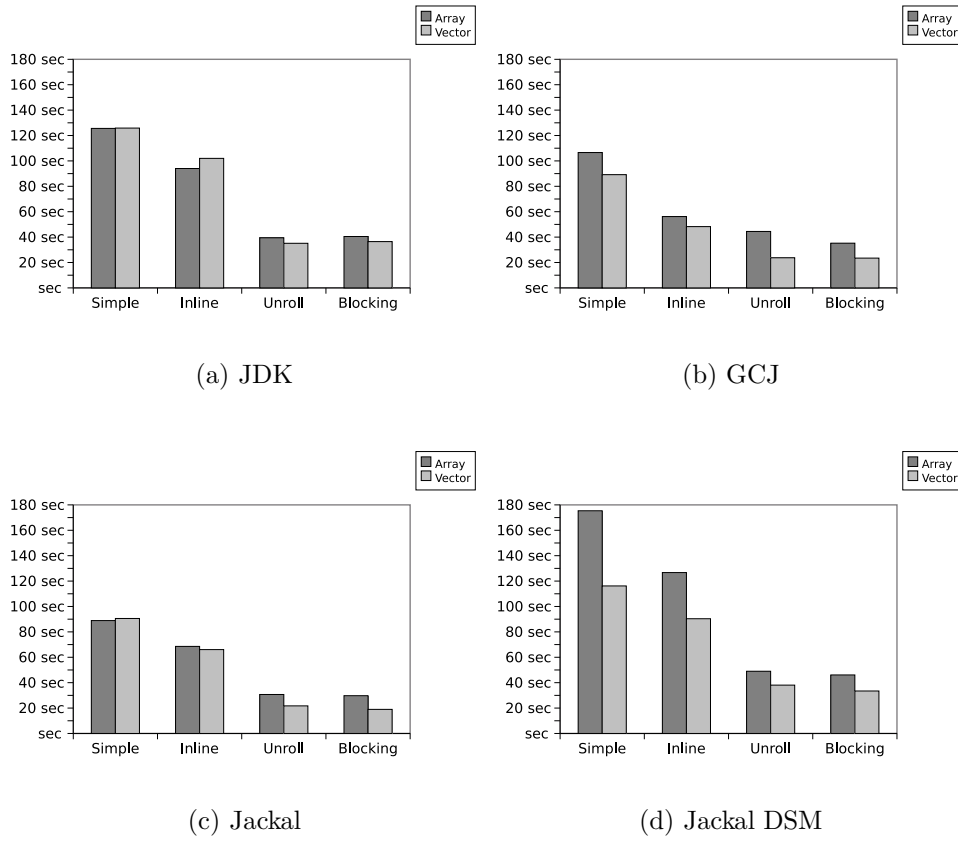 Array
Vector
180 sec
160 sec
140 sec
120 sec
100 sec
80 sec
60 sec
40 sec
20 sec
sec
Simple Inline Unroll Blocking
(a) JDK
Array
Vector
180 sec
160 sec
140 sec
120 sec
100 sec
80 sec
60 sec
40 sec
20 sec
sec
Simple Inline Unroll Blocking
(b) GCJ
Array
Vector
180 sec
160 sec
140 sec
120 sec
100 sec
80 sec
60 sec
40 sec
20 sec
sec
Simple Inline Unroll Blocking
(c) Jackal
Array
Vector
180 sec
160 sec
140 sec
120 sec
100 sec
80 sec
60 sec
40 sec
20 sec
sec
Simple Inline Unroll Blocking
(d) Jackal DSM